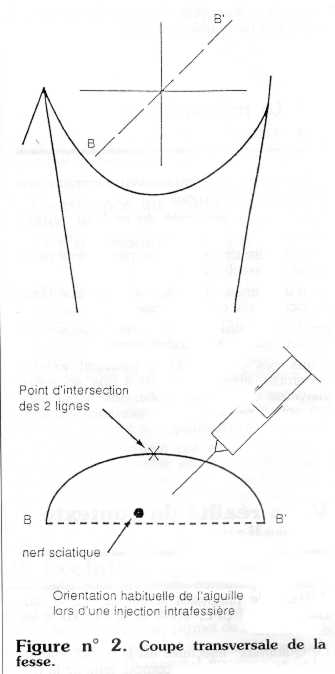 B'
B
Point d'intersection
des 2 lignes
B
B'
nerf sciatique
Orientation habituelle de l'aiguille
lors d'une injection intrafessière
Figure n° 2. Coupe transversale de la
fesse.